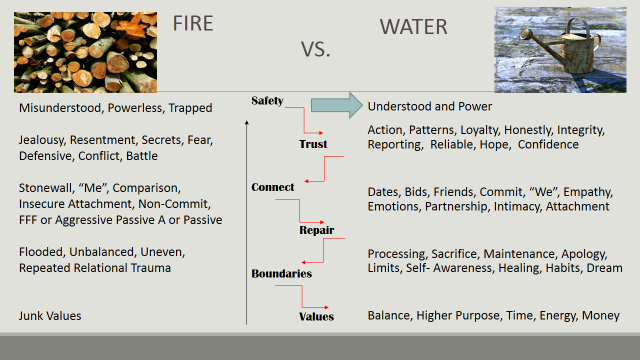 FIRE
VS.
WATER
Misunderstood, Powerless, Trapped
Jealousy, Resentment, Secrets, Fear,
Defensive, Conflict, Battle
Stonewall, “Me”, Comparison,
Insecure Attachment, Non-Commit,
FFF or Aggressive Passive A or Passive
Flooded, Unbalanced, Uneven,
Repeated Relational Trauma
Junk Values
Safety
Trust
Connect
Repair
Boundaries
Values
Understood and Power
Action, Patterns, Loyalty, Honestly, Integrity,
Reporting, Reliable, Hope, Confidence
Dates, Bids, Friends, Commit, “We”, Empathy,
Emotions, Partnership, Intimacy, Attachment
Processing, Sacrifice, Maintenance, Apology,
Limits, Self- Awareness, Healing, Habits, Dream
Balance, Higher Purpose, Time, Energy, Money